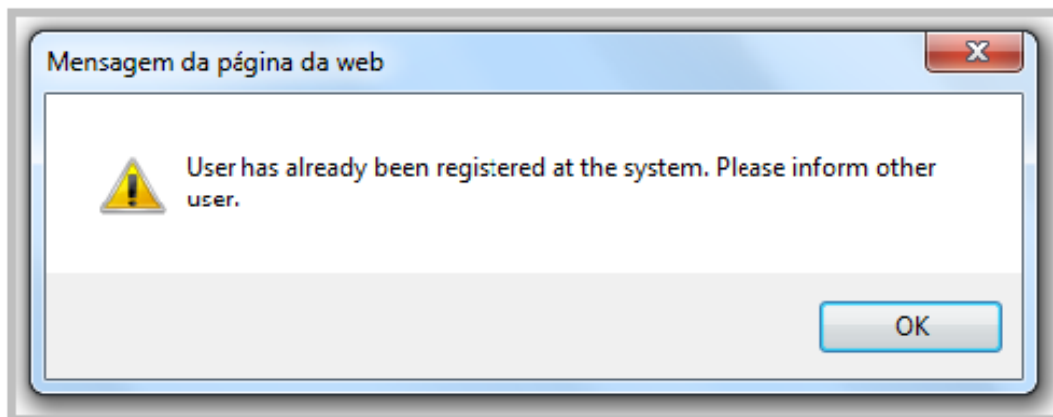 Mensagem da página da web
User has already been registered at the system. Please inform other
user.
OK